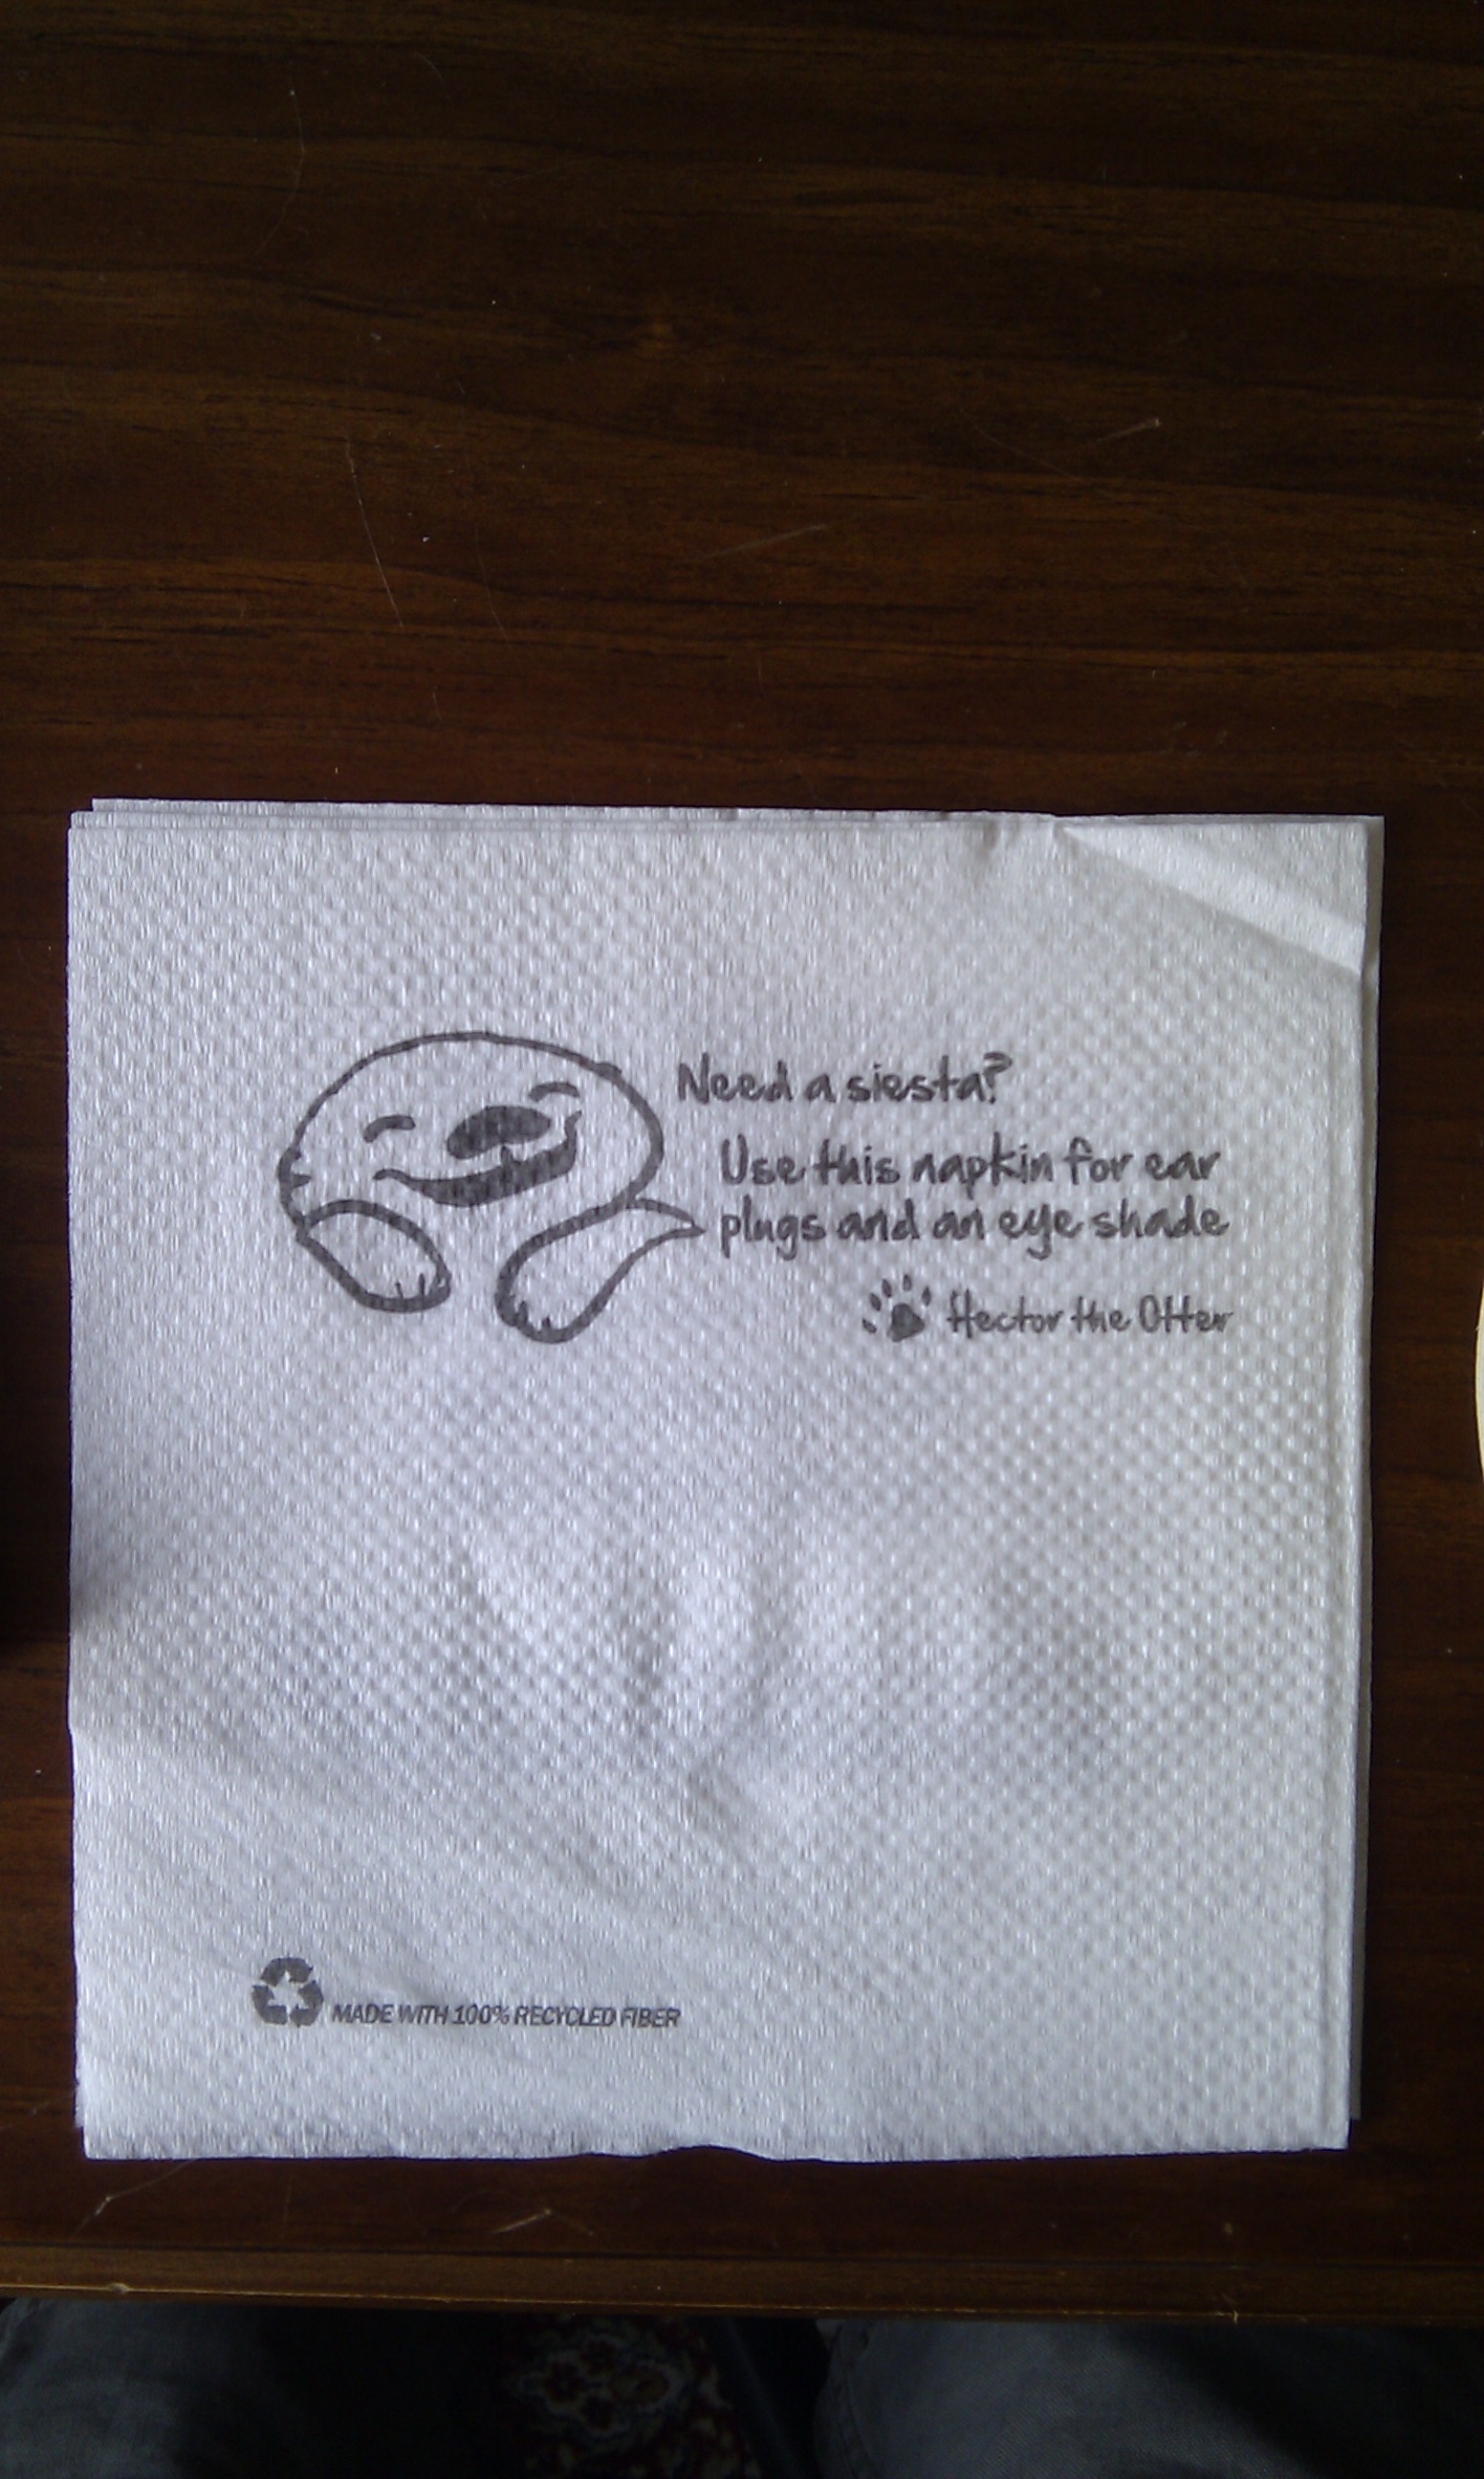 Need a siesta?
Use this napkin for ear
plugs and an eye shade
Hector the Otter
MADE WITH 100% RECYCLED FIBER